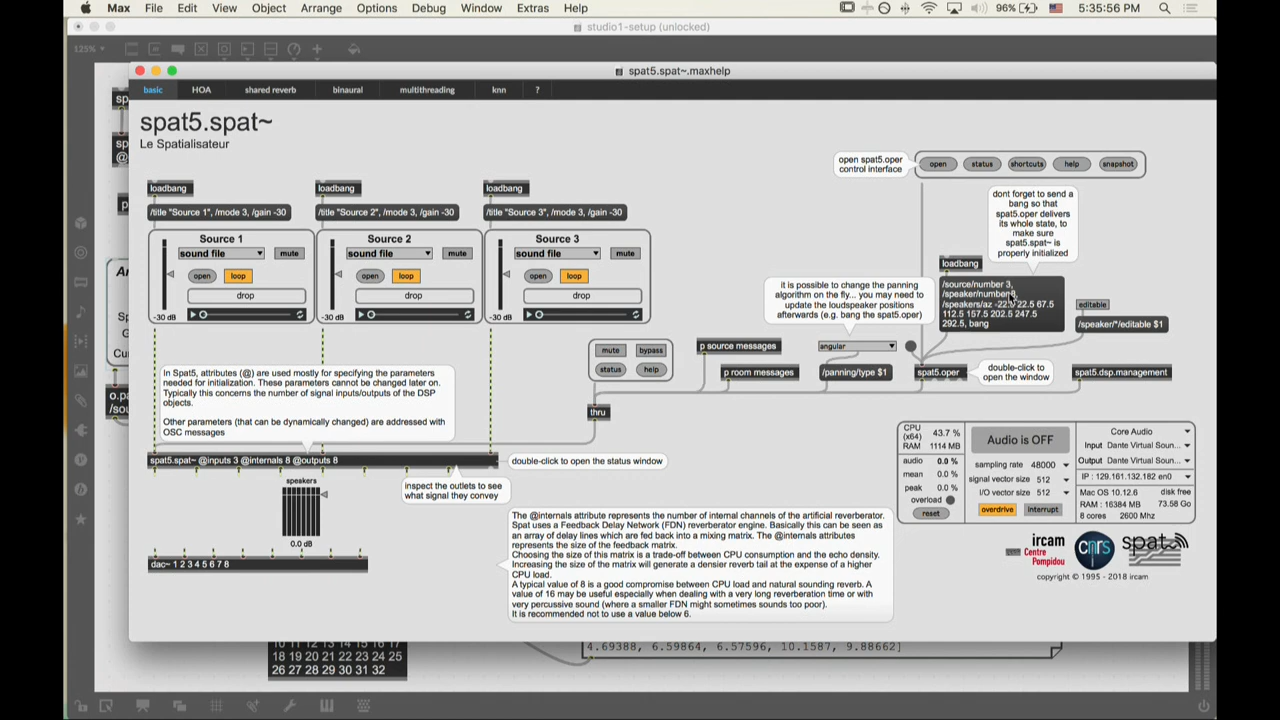 Max File Edit View Object Arrange Options Debug Window Extras Help 96% 5:35:56 PM
studio1-setup (unlocked)
125%
spat5.spat~.maxhelp
basic HOA shared reverb binaural multithreading knn ?
spat5.spat~
Le Spatialisateur
open spat5.oper
control interface
open status shortcuts help snapshot
loadbang loadbang loadbang
/title "Source 1", /mode 3, /gain -30
/title "Source 2", /mode 3, /gain -30
/title "Source 3", /mode 3, /gain -30
dont forget to send a
bang so that
spat5.oper delivers
its whole state, to
make sure
spat5.spat~ is
properly initialized
Source 1
sound file mute
open loop
drop
-30 dB
Source 2
sound file mute
open loop
drop
-30 dB
Source 3
sound file mute
open loop
drop
-30 dB
loadbang
/source/number 3,
/speaker/number 8,
/speakers/az -22.5 22.5 67.5
112.5 157.5 202.5 247.5
292.5, bang
it is possible to change the panning
algorithm on the fly... you may need to
update the loudspeaker positions
afterwards (e.g. bang the spat5.oper)
editable
/speaker/*/editable $1
mute bypass
status help
p source messages
angular
p room messages
/panning/type $1
spat5.oper
double-click to
open the window
spat5.dsp.management
In Spat5, attributes (@) are used mostly for specifying the parameters
needed for initialization. These parameters cannot be changed later on.
Typically this concerns the number of signal inputs/outputs of the DSP
objects.
Other parameters (that can be dynamically changed) are addressed with
OSC messages
thru
spat5.spat~ @inputs 3 @internals 8 @outputs 8
double-click to open the status window
inspect the outlets to see
what signal they convey
speakers
0.0 dB
dac~ 1 2 3 4 5 6 7 8
The @internals attribute represents the number of internal channels of the artificial reverberator.
Spat uses a Feedback Delay Network (FDN) reverberator engine. Basically this can be seen as
an array of delay lines which are fed back into a mixing matrix. The @internals attributes
represents the size of the feedback matrix.
Choosing the size of this matrix is a trade-off between CPU consumption and the echo density.
Increasing the size of the matrix will generate a densier reverb tail at the expense of a higher
CPU load.
A typical value of 8 is a good compromise between CPU load and natural sounding reverb. A
value of 16 may be useful especially when dealing with a very long reverberation time or with
very percussive sound (where a smaller FDN might sometimes sounds too poor).
It is recommended not to use a value below 6.
CPU (x64) 43.7 %
RAM 1114 MB
audio 0.0 %
mean 0.0 %
peak 0.0 %
overload
reset
Audio is OFF
sampling rate 48000
signal vector size 512
I/O vector size 512
overdrive interrupt
Core Audio
Input Dante Virtual Soun...
Output Dante Virtual Soun...
IP : 129.161.132.182 en0
Mac OS 10.12.6 disk free
RAM : 16384 MB 73.58 Go
8 cores 2600 Mhz
ircam
Centre
Pompidou
cnrs
spat
copyright © 1995 - 2018 ircam
18 19 20 21 22 23 24 25
26 27 28 29 30 31 32
4.69388, 6.59864, 6.57596, 10.1587, 9.88662]